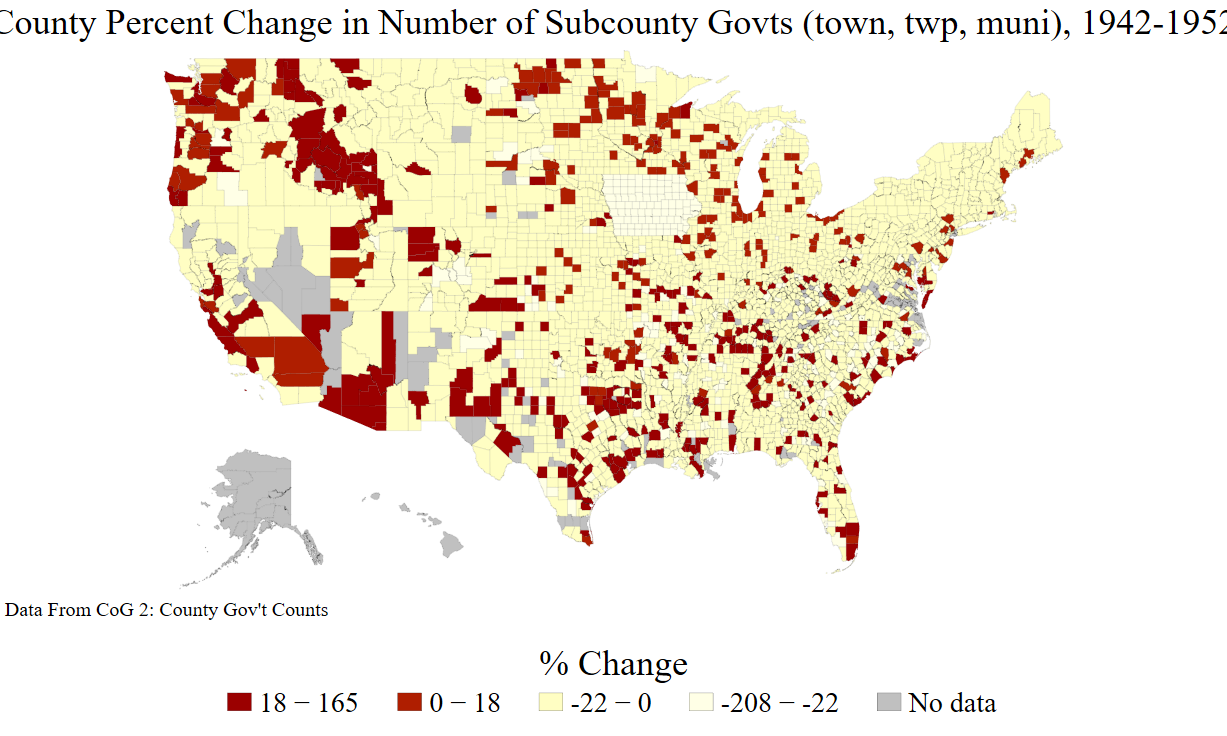 County Percent Change in Number of Subcounty Govts (town, twp, muni), 1942-1952
Data From CoG 2: County Gov't Counts
% Change
18 − 165
0 − 18
-22 − 0
-208 − -22
No data